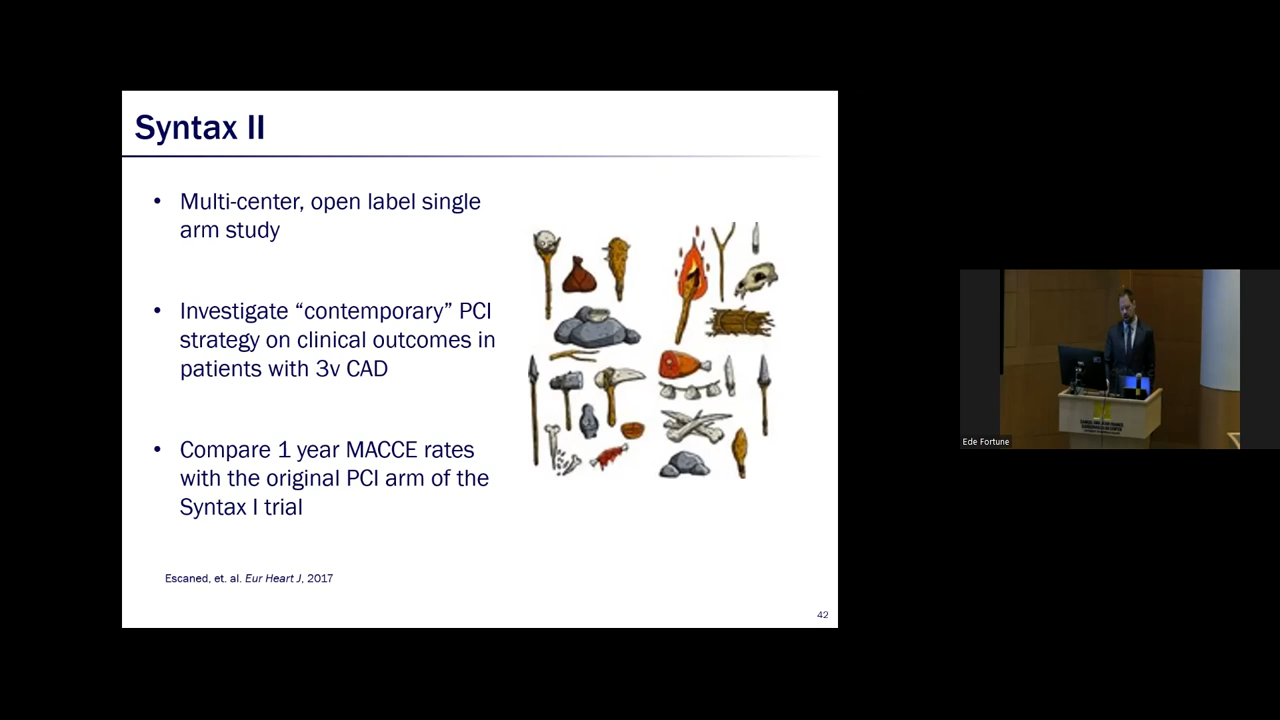 Syntax II
• Multi-center, open label single
arm study
• Investigate “contemporary” PCI
strategy on clinical outcomes in
patients with 3v CAD
• Compare 1 year MACCE rates
with the original PCI arm of the
Syntax I trial
Escaned, et. al. Eur Heart J, 2017
42
Ede Fortune